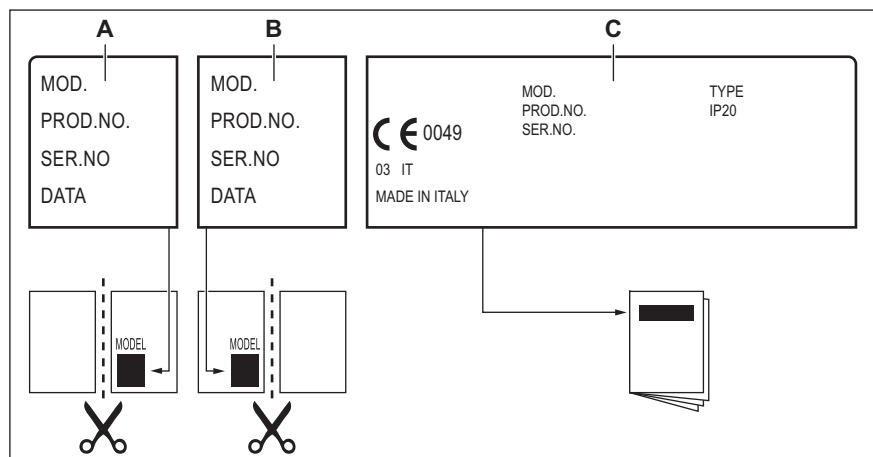 A
B
C
MOD.
PROD.NO.
SER.NO
DATA
MOD.
PROD.NO.
SER.NO
DATA
MOD.
PROD.NO.
SER.NO.
TYPE
IP20
CE 0049
03 IT
MADE IN ITALY
MODEL
MODEL